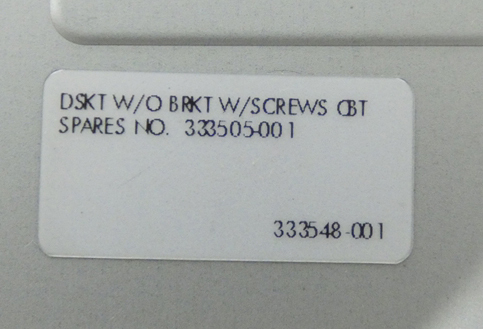 DSKT W/O BRKT W/SCREWS CBT
SPARES NO. 333505-001
333548-001